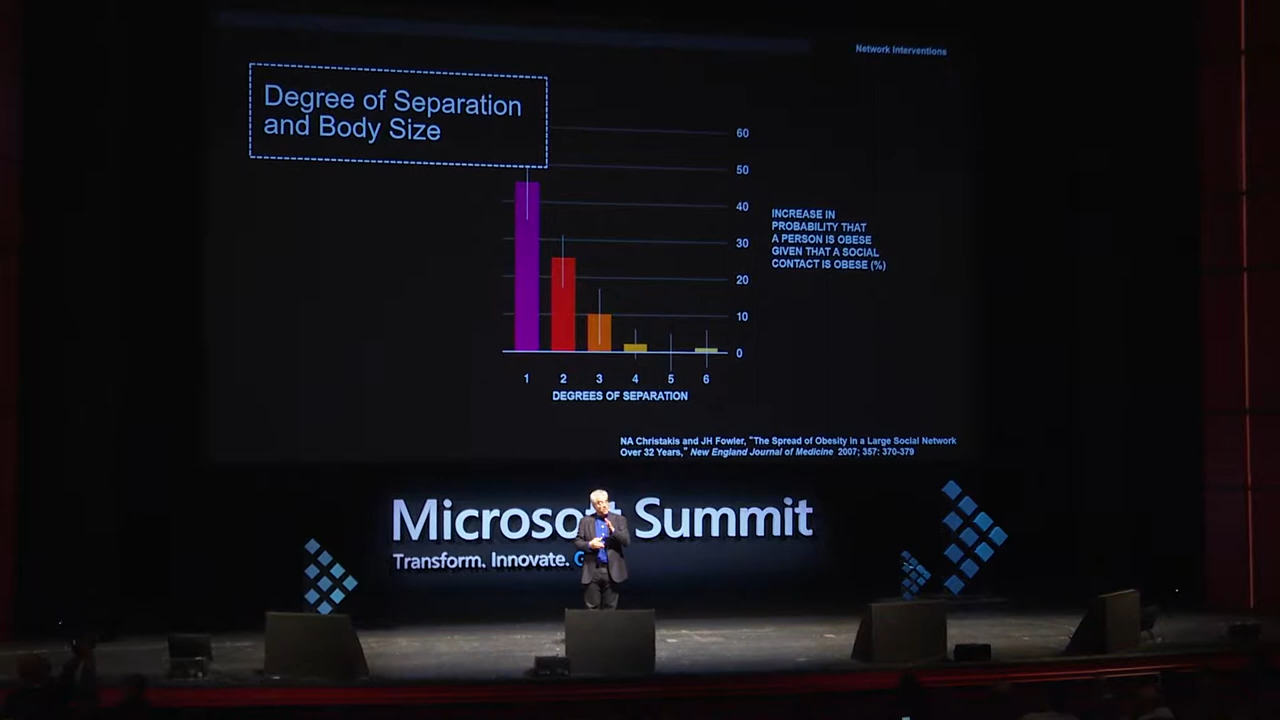 Network Interventions
Degree of Separation
and Body Size
60
50
40
30
20
10
0
INCREASE IN
PROBABILITY THAT
A PERSON IS OBESE
GIVEN THAT A SOCIAL
CONTACT IS OBESE (%)
1 2 3 4 5 6
DEGREES OF SEPARATION
NA Christakis and JH Fowler, "The Spread of Obesity in a Large Social Network
Over 32 Years," New England Journal of Medicine 2007; 357: 370-379
Microsoft Summit
Transform. Innovate. G